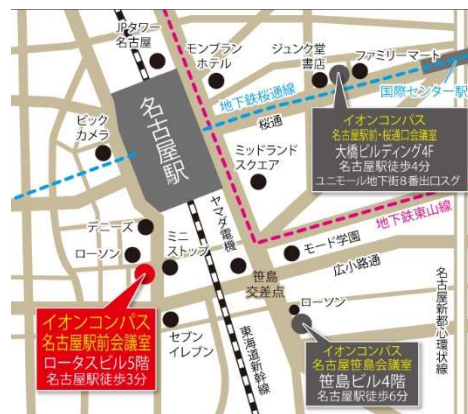 JPタワー
名古屋
モンブラン
ホテル
ジュンク堂
書店
ファミリーマート
地下鉄桜通線
国際センター駅
桜通
ビック
カメラ
名古屋駅
ミッドランド
スクエア
イオンコンパス
名古屋駅前・桜通口会議室
大橋ビルディング4F
名古屋駅徒歩3分
ユニモール地下街8番出口スグ
地下鉄東山線
デニーズ
ローソン
ミニ
ストップ
ヤマダ電機
モード学園
広小路通
笹島
交差点
名古屋新都心環状線
イオンコンパス
名古屋駅前会議室
ロータスビル5階
名古屋駅徒歩3分
セブン
イレブン
東海道新幹線
ローソン
イオンコンパス
名古屋笹島会議室
笹島ビル4階
名古屋駅徒歩6分